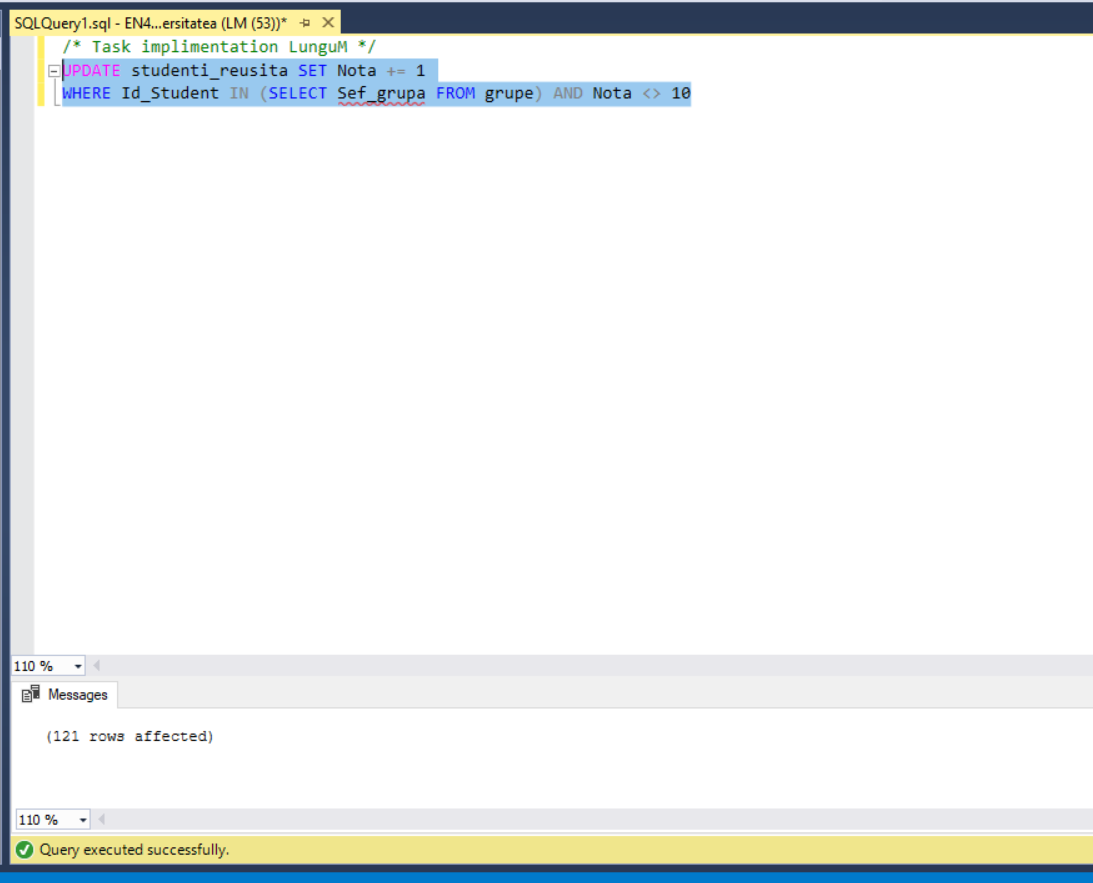 SQLQuery1.sql - EN4...ersitatea (LM (53))*
/* Task implimentation LunguM */
UPDATE studenti_reusita SET Nota += 1
WHERE Id_Student IN (SELECT Sef_grupa FROM grupe) AND Nota <> 10
110 %
Messages
(121 rows affected)
110 %
Query executed successfully.